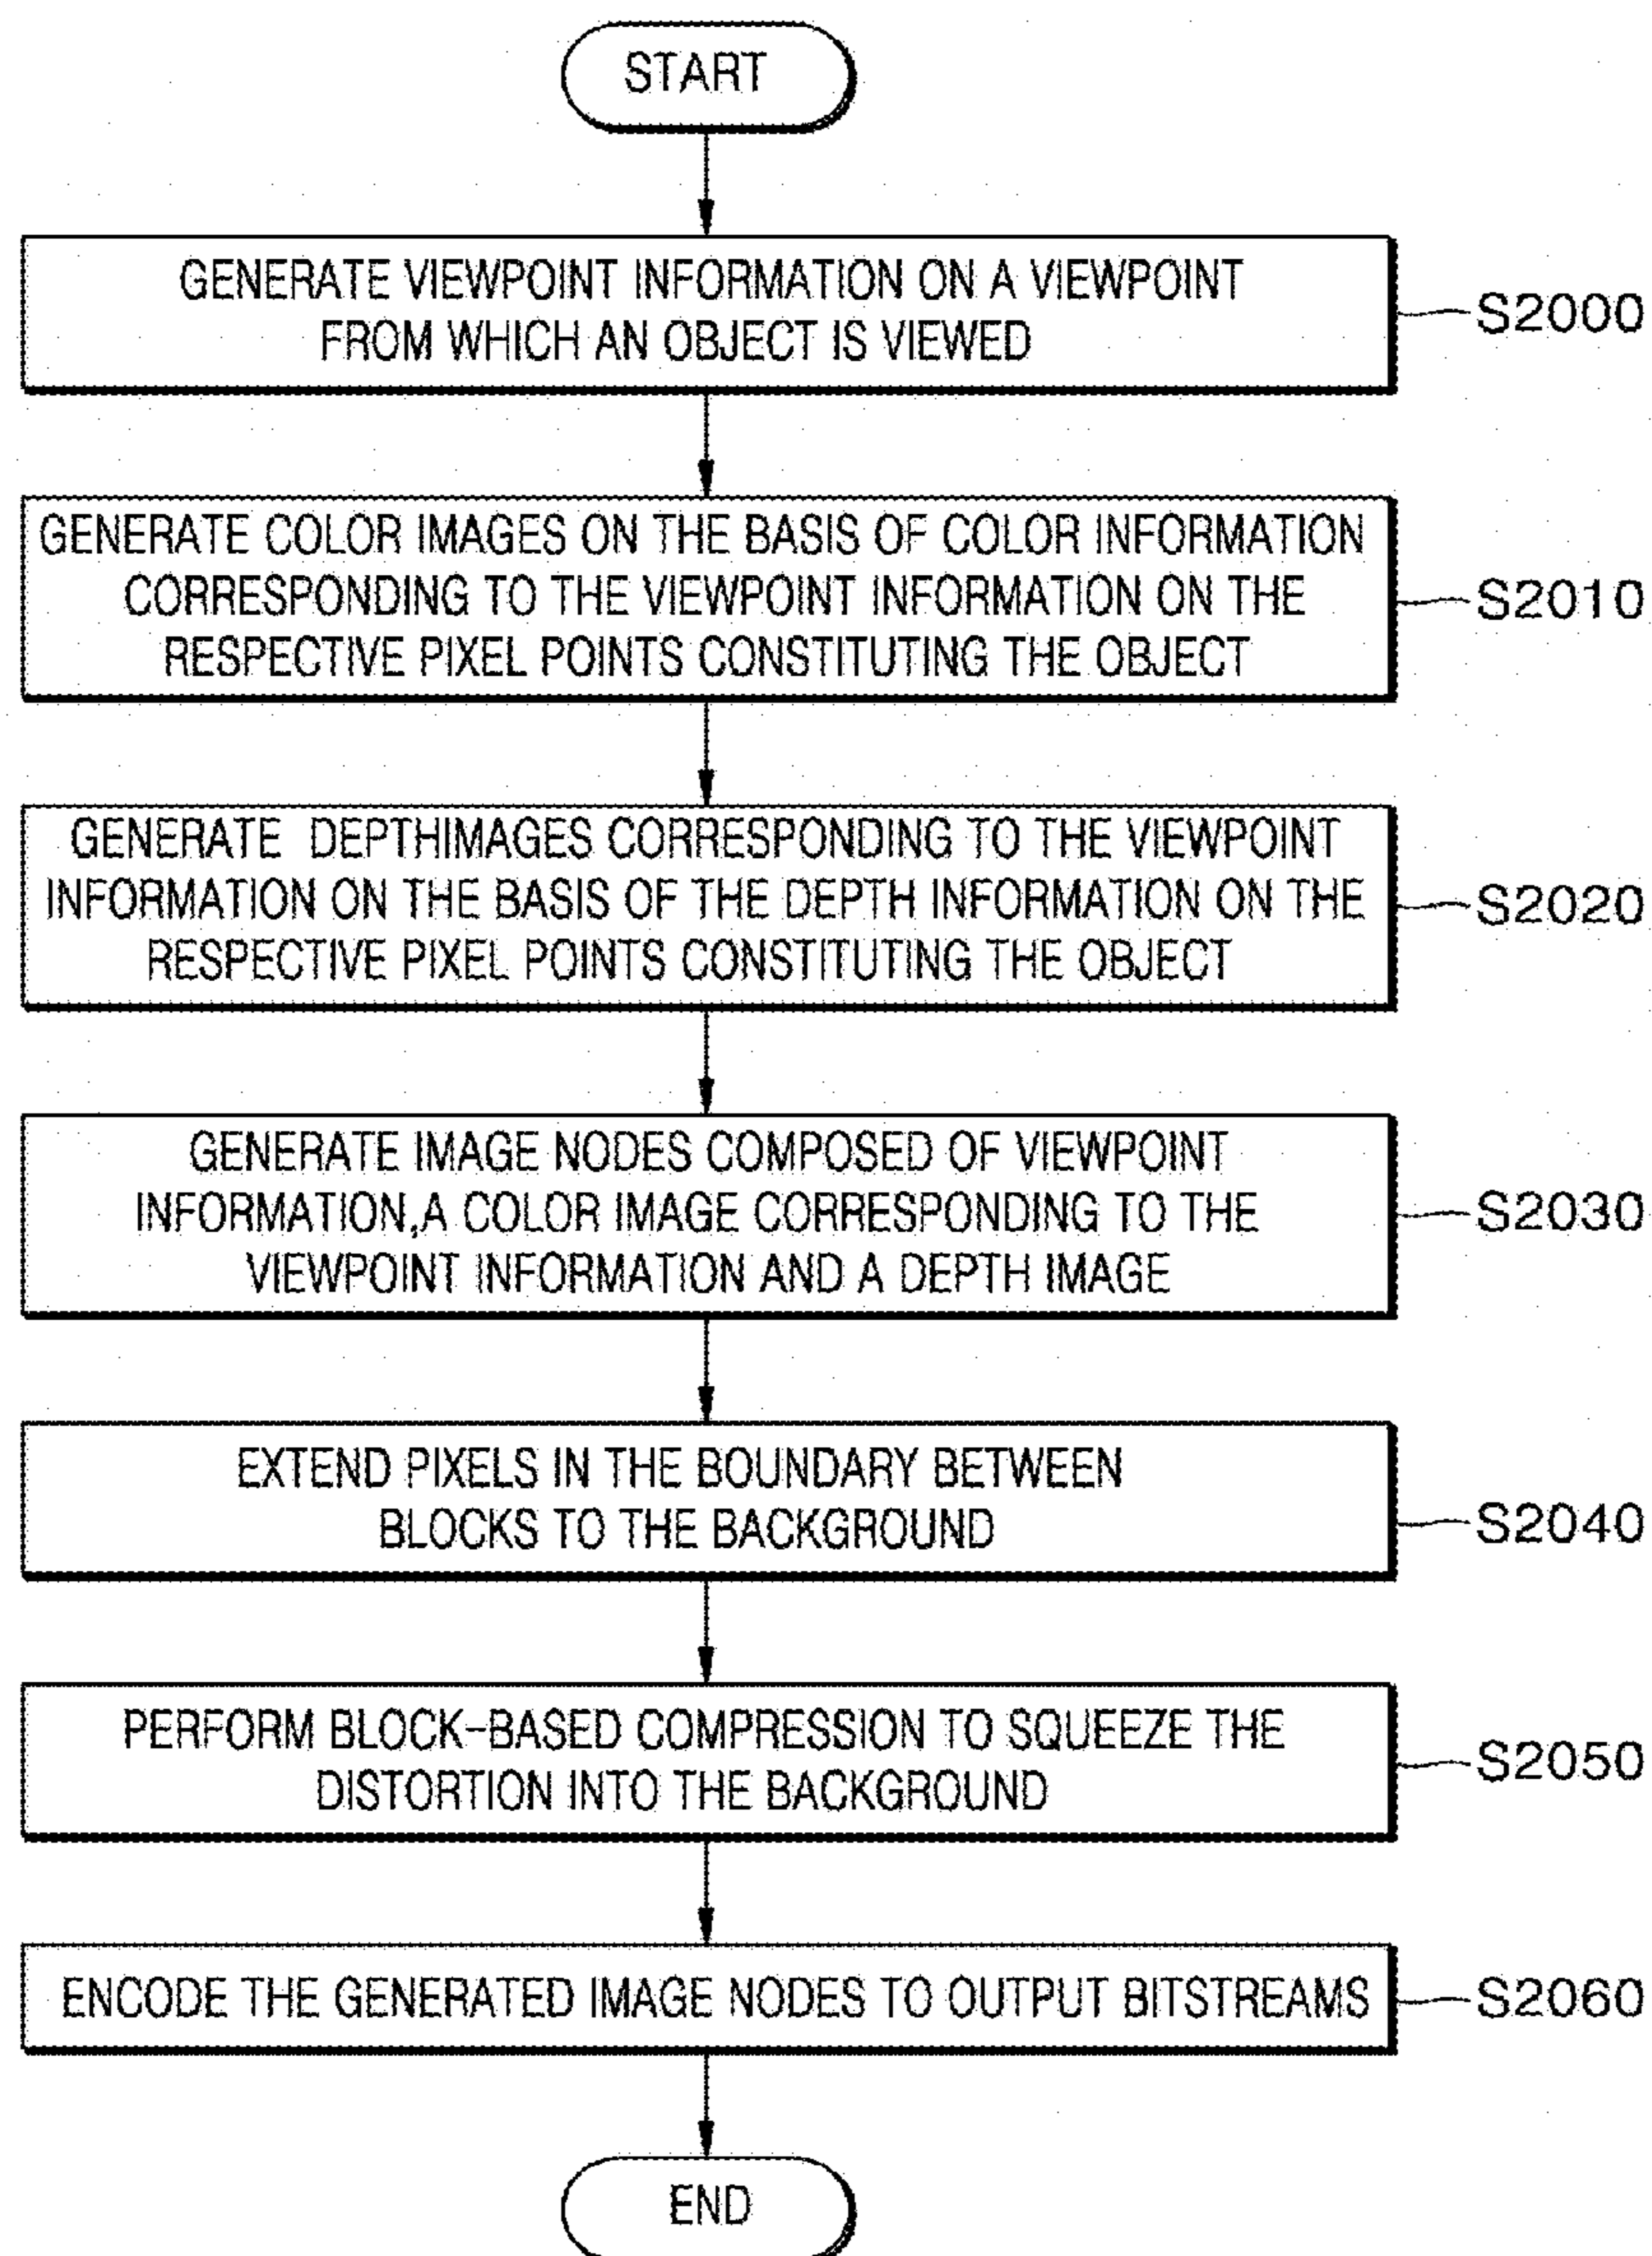 START
GENERATE VIEWPOINT INFORMATION ON A VIEWPOINT
FROM WHICH AN OBJECT IS VIEWED
S2000
GENERATE COLOR IMAGES ON THE BASIS OF COLOR INFORMATION
CORRESPONDING TO THE VIEWPOINT INFORMATION ON THE
RESPECTIVE PIXEL POINTS CONSTITUTING THE OBJECT
S2010
GENERATE DEPTHIMAGES CORRESPONDING TO THE VIEWPOINT
INFORMATION ON THE BASIS OF THE DEPTH INFORMATION ON THE
RESPECTIVE PIXEL POINTS CONSTITUTING THE OBJECT
S2020
GENERATE IMAGE NODES COMPOSED OF VIEWPOINT
INFORMATION,A COLOR IMAGE CORRESPONDING TO THE
VIEWPOINT INFORMATION AND A DEPTH IMAGE
S2030
EXTEND PIXELS IN THE BOUNDARY BETWEEN
BLOCKS TO THE BACKGROUND
S2040
PERFORM BLOCK-BASED COMPRESSION TO SQUEEZE THE
DISTORTION INTO THE BACKGROUND
S2050
ENCODE THE GENERATED IMAGE NODES TO OUTPUT BITSTREAMS
S2060
END